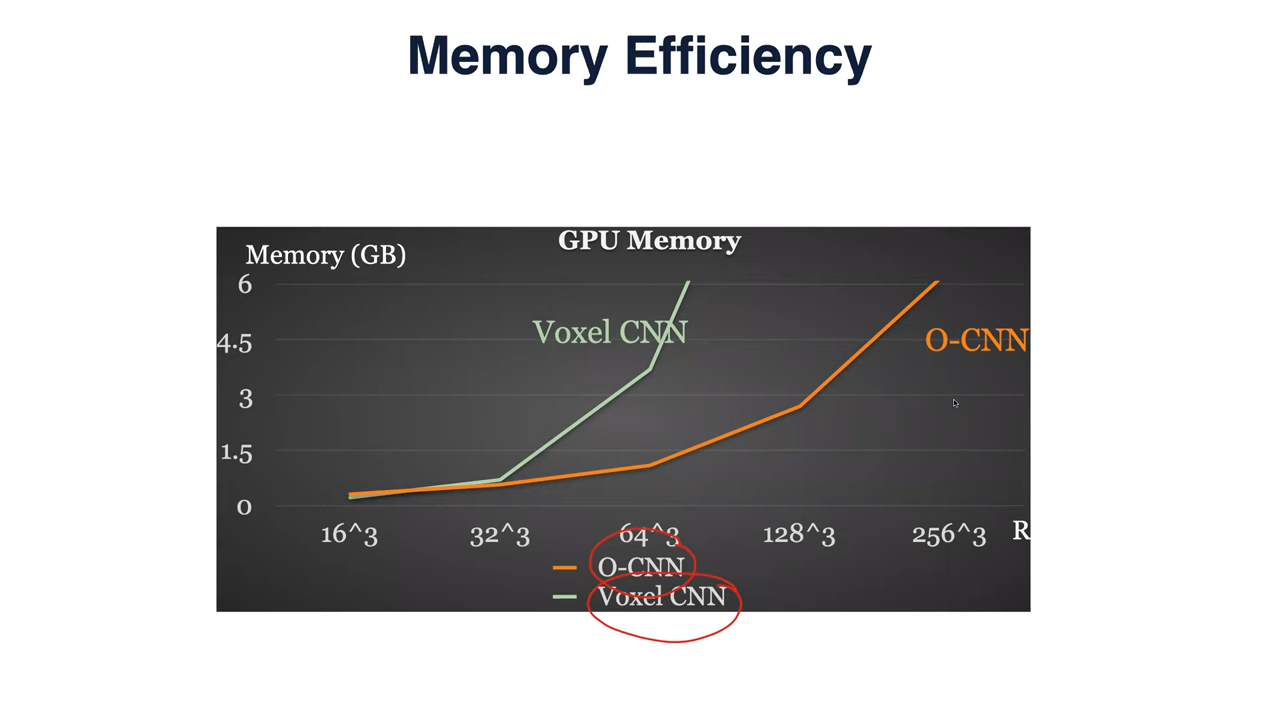 Memory Efficiency
GPU Memory
Memory (GB)
6
Voxel CNN
4.5
O-CNN
3
1.5
0
16^3 32^3 64^3 128^3 256^3 R
O-CNN
Voxel CNN